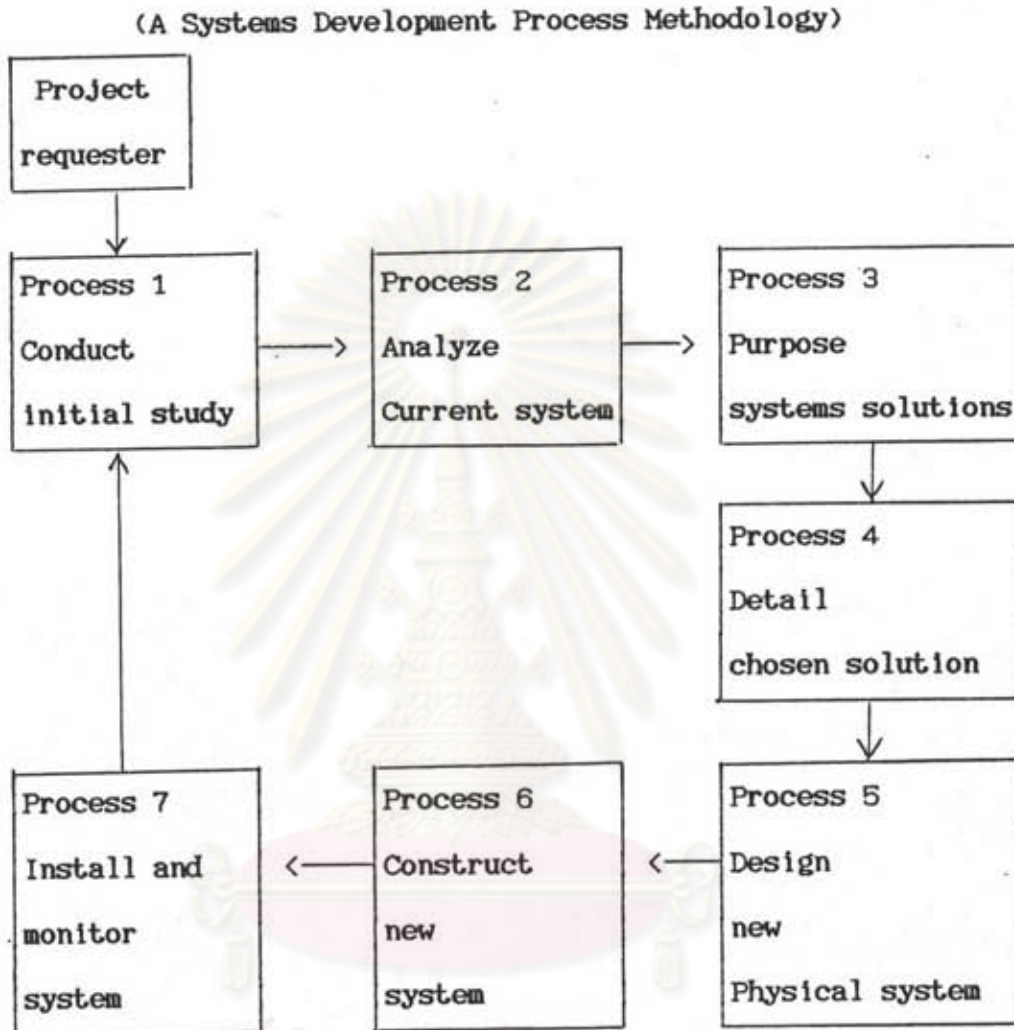 (A Systems Development Process Methodology)
Project
requester
Process 1
Conduct
initial study
Process 2
Analyze
Current system
Process 3
Purpose
systems solutions
Process 4
Detail
chosen solution
Process 5
Design
new
Physical system
Process 6
Construct
new
system
Process 7
Install and
monitor
system